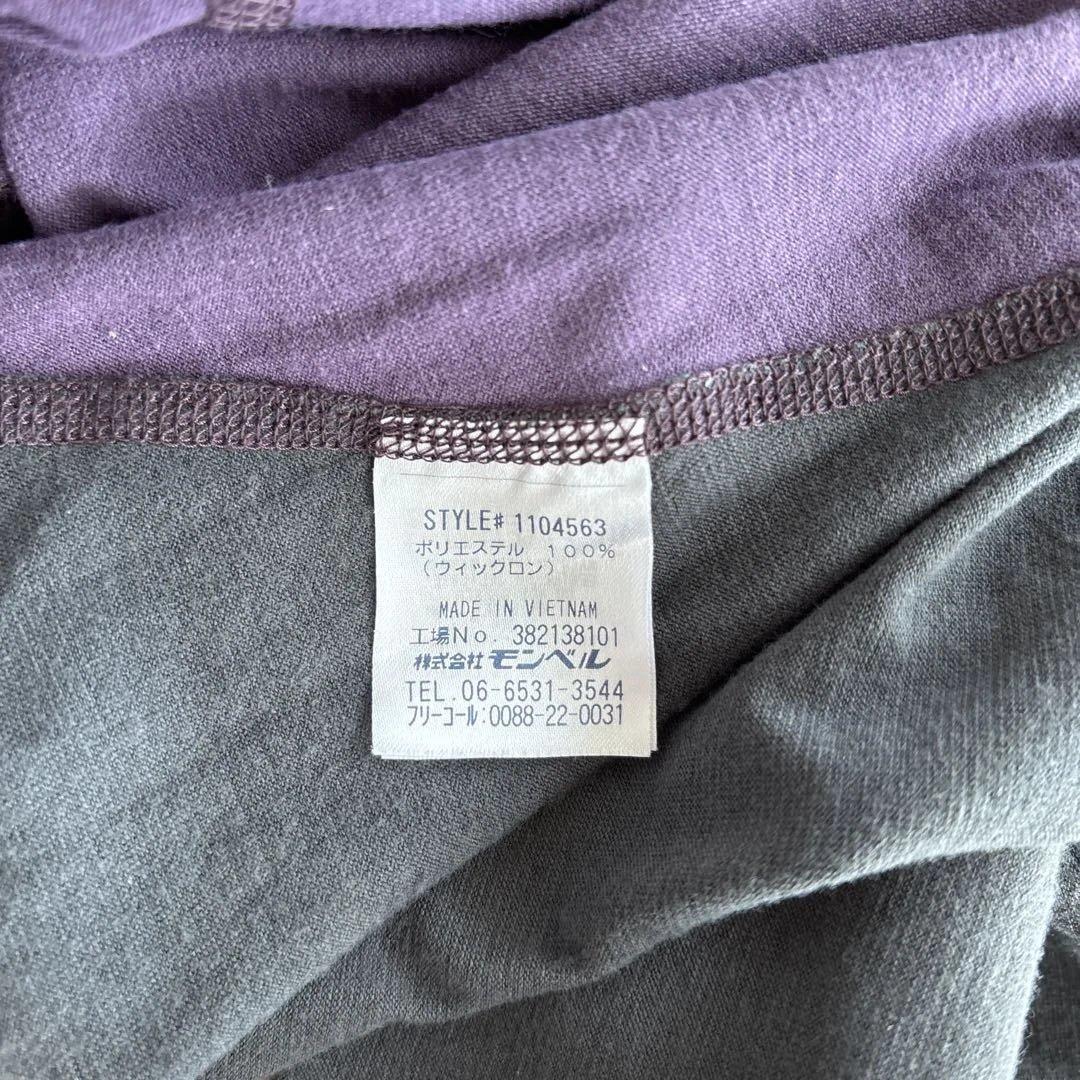 STYLE# 1104563
ポリエステル 100%
(ウィックロン)
MADE IN VIETNAM
工場No. 382138101
株式会社 モンベル
TEL.06-6531-3544
フリーコール:0088-22-0031